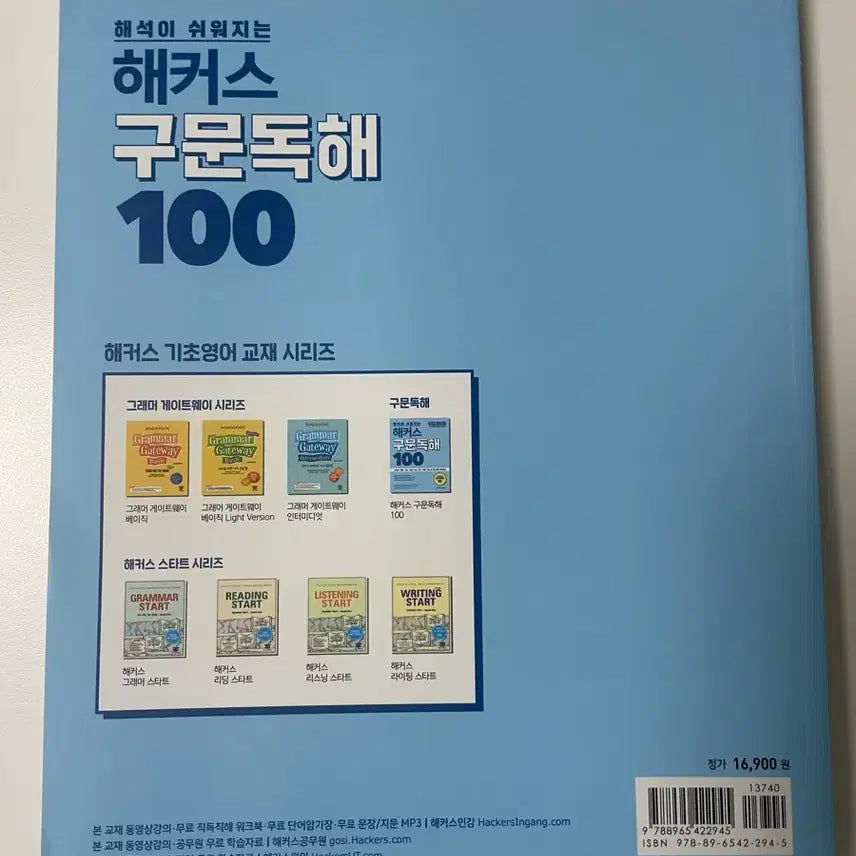 해석이 쉬워지는
해커스
구문독해
100
해커스 기초영어 교재 시리즈
그래머 게이트웨이 시리즈
구문독해
Grammar Gateway Basic
Grammar Gateway Basic
Grammar Gateway Intermediate
해커스
구문독해
100
그래머 게이트웨이
베이직
그래머 게이트웨이
베이직 Light Version
그래머 게이트웨이
인터미디엇
해커스 구문독해
100
해커스 스타트 시리즈
GRAMMAR START
READING START
LISTENING START
WRITING START
해커스
그래머 스타트
해커스
리딩 스타트
해커스
리스닝 스타트
해커스
라이팅 스타트
정가 16,900 원
13740
9 788965 422945
ISBN 978-89-6542-294-5
본 교재 동영상강의·무료 직독직해 워크북·무료 단어암기장·무료 문장/지문 MP3 | 해커스인강 HackersIngang.com
본 교재 동영상강의·공무원 무료 학습자료 | 해커스공무원 gosi.Hackers.com